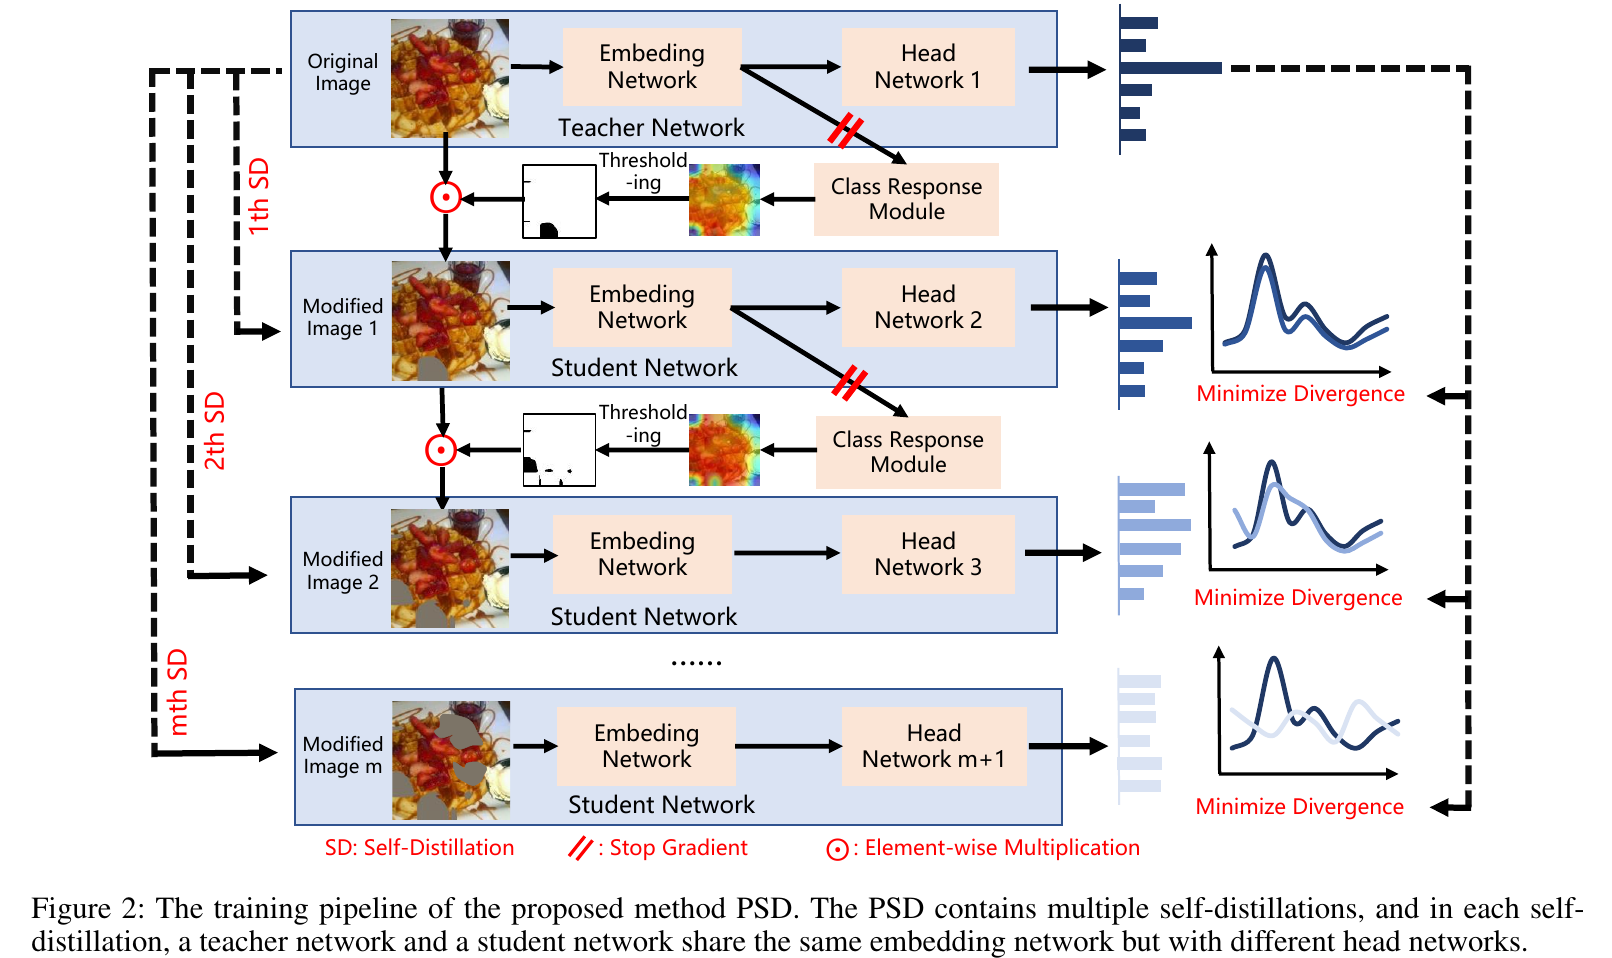 Original
Image
Embeding
Network
Head
Network 1
Teacher Network
1th SD
Threshold
-ing
Class Response
Module
Modified
Image 1
Embeding
Network
Head
Network 2
Student Network
Minimize Divergence
2th SD
Threshold
-ing
Class Response
Module
Modified
Image 2
Embeding
Network
Head
Network 3
Student Network
Minimize Divergence
......
mth SD
Modified
Image m
Embeding
Network
Head
Network m+1
Student Network
Minimize Divergence
SD: Self-Distillation
: Stop Gradient
: Element-wise Multiplication
Figure 2: The training pipeline of the proposed method PSD. The PSD contains multiple self-distillations, and in each self-
distillation, a teacher network and a student network share the same embedding network but with different head networks.